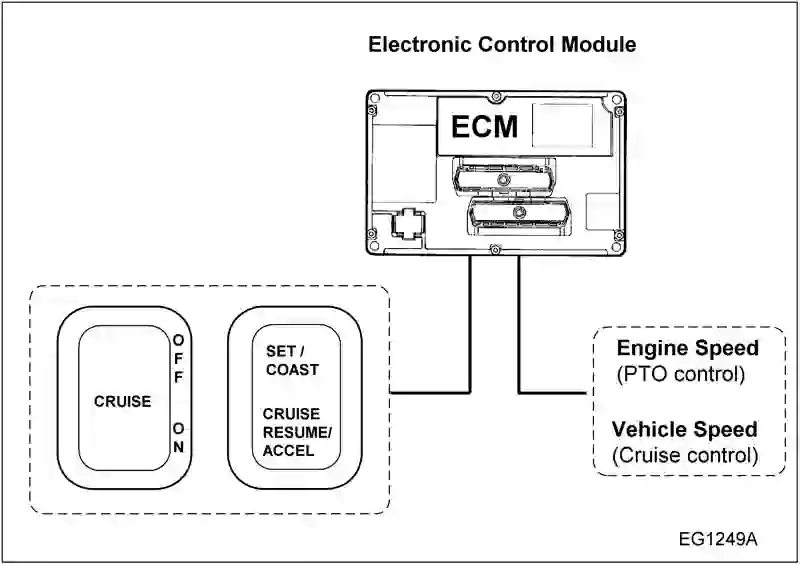 Electronic Control Module
ECM
CRUISE
OFF
ON
SET /
COAST
CRUISE
RESUME/
ACCEL
Engine Speed
(PTO control)
Vehicle Speed
(Cruise control)
EG1249A